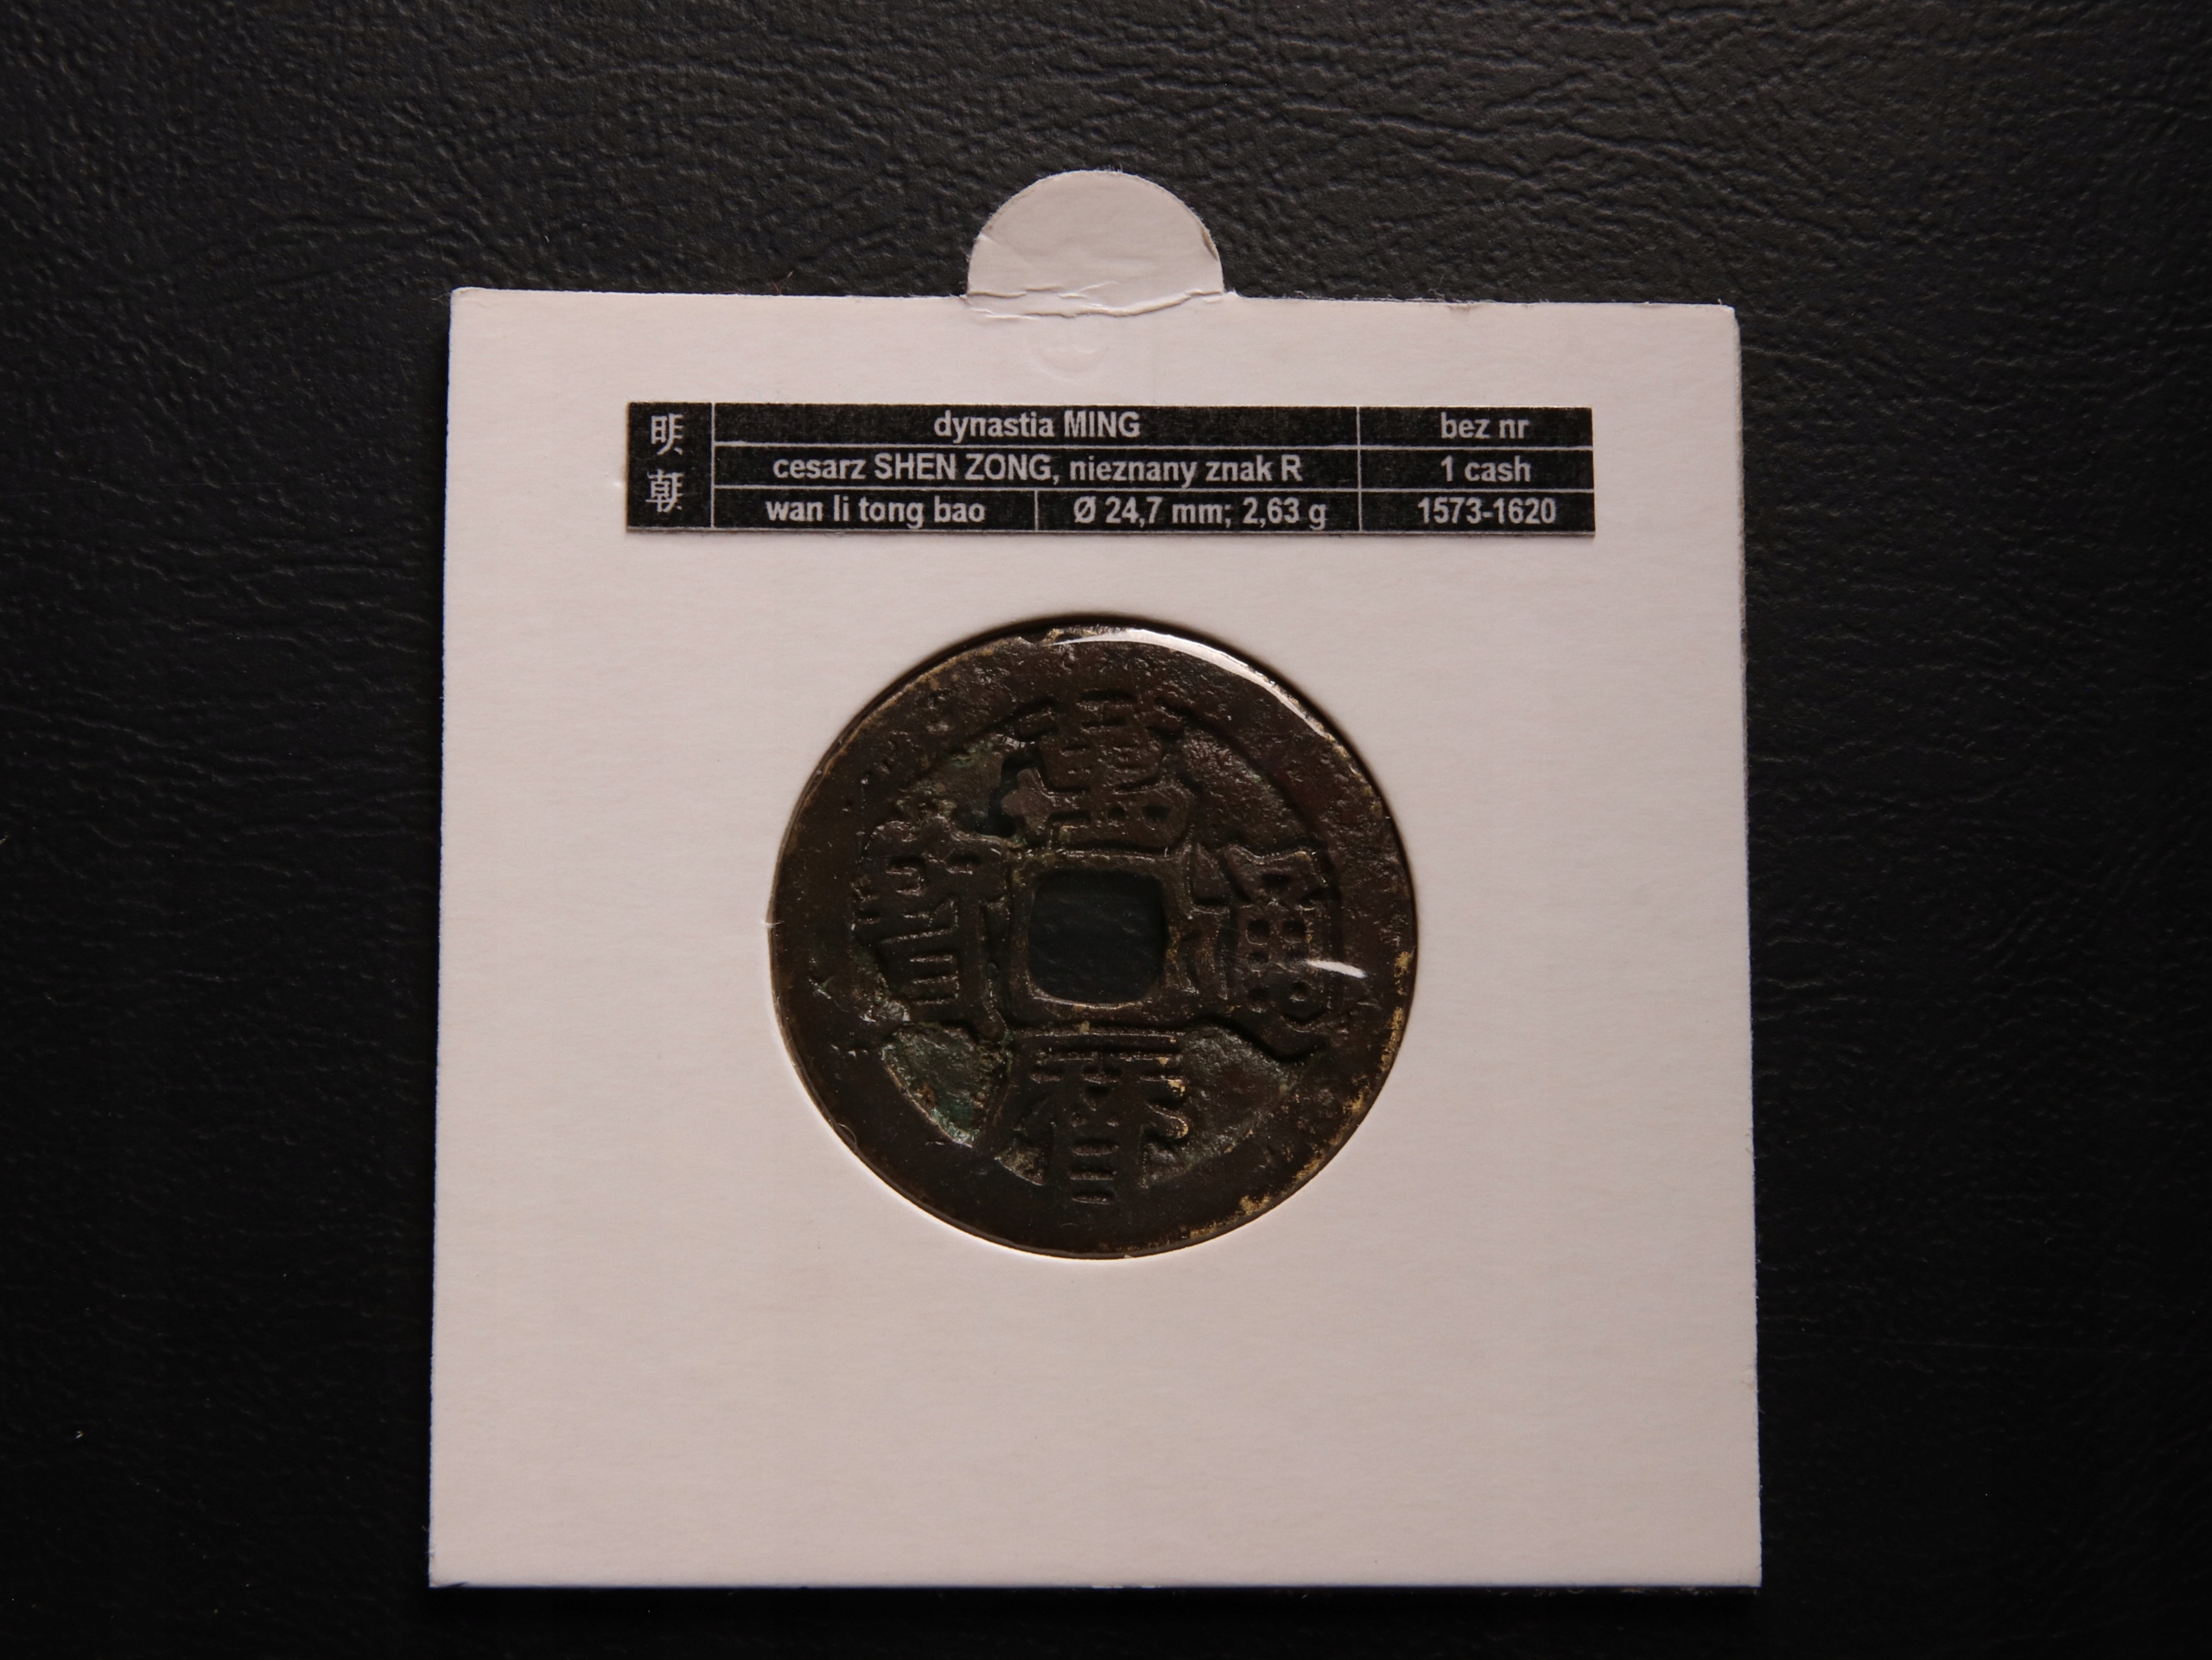 明朝
dynastia MING bez nr
cesarz SHEN ZONG, nieznany znak R 1 cash
wan li tong bao Ø 24,7 mm; 2,63 g 1573-1620
萬
寶 通
曆